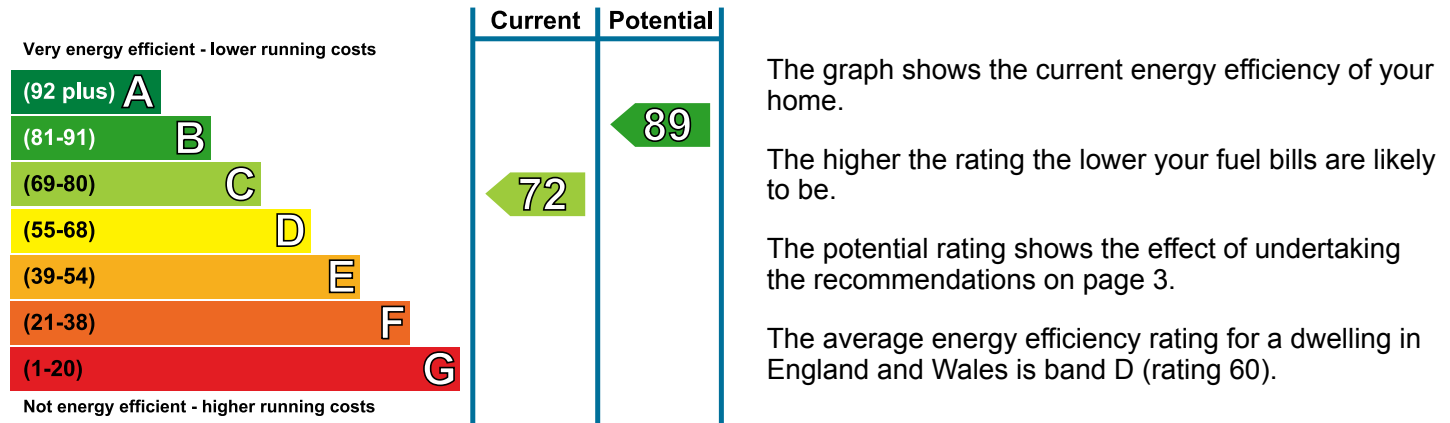 Current Potential
Very energy efficient - lower running costs
(92 plus) A
(81-91) B
(69-80) C
(55-68) D
(39-54) E
(21-38) F
(1-20) G
Not energy efficient - higher running costs
89
72
The graph shows the current energy efficiency of your
home.
The higher the rating the lower your fuel bills are likely
to be.
The potential rating shows the effect of undertaking
the recommendations on page 3.
The average energy efficiency rating for a dwelling in
England and Wales is band D (rating 60).